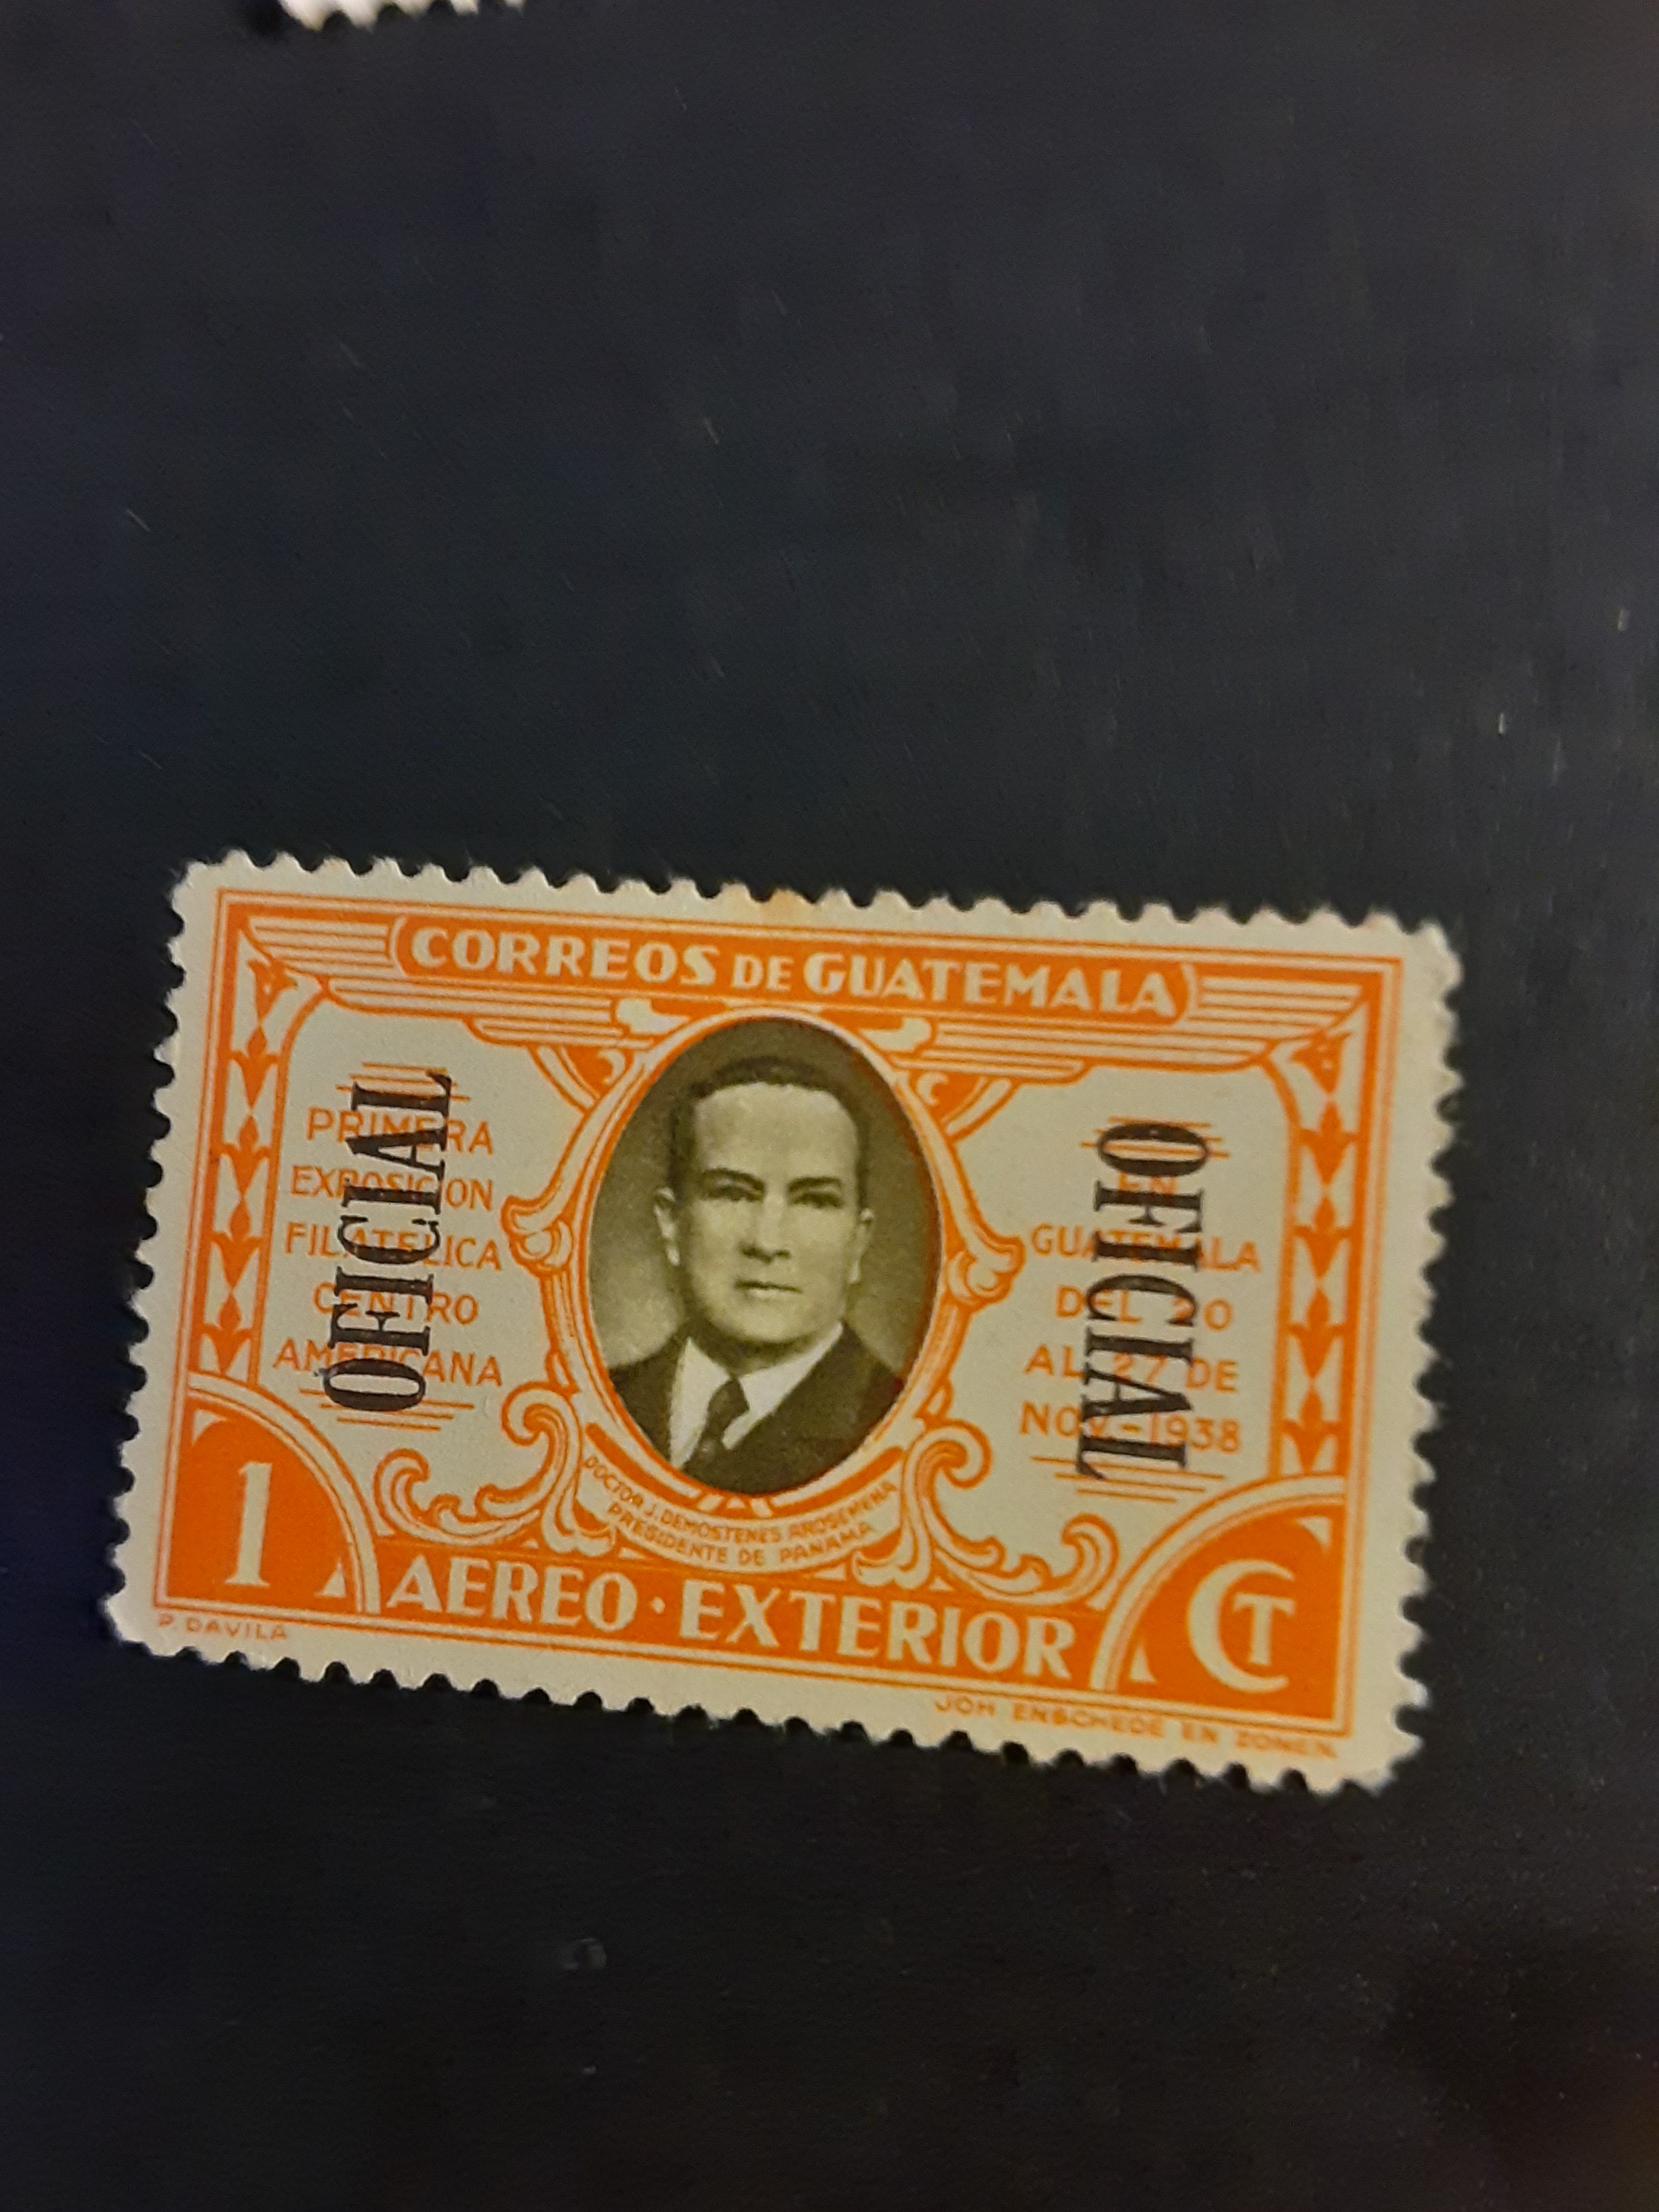 CORREOS DE GUATEMALA
OFICIAL
PRIMERA
EXPOSICION
FILATELICA
CENTRO
AMERICANA
OFICIAL
EN
GUATEMALA
DEL 20
AL 27 DE
NOV.-1938
DOCTOR J. DEMOSTENES AROSEMENA
PRESIDENTE DE PANAMA
1
AEREO · EXTERIOR
CT
P. DAVILA
JOH ENSCHEDE EN ZONEN